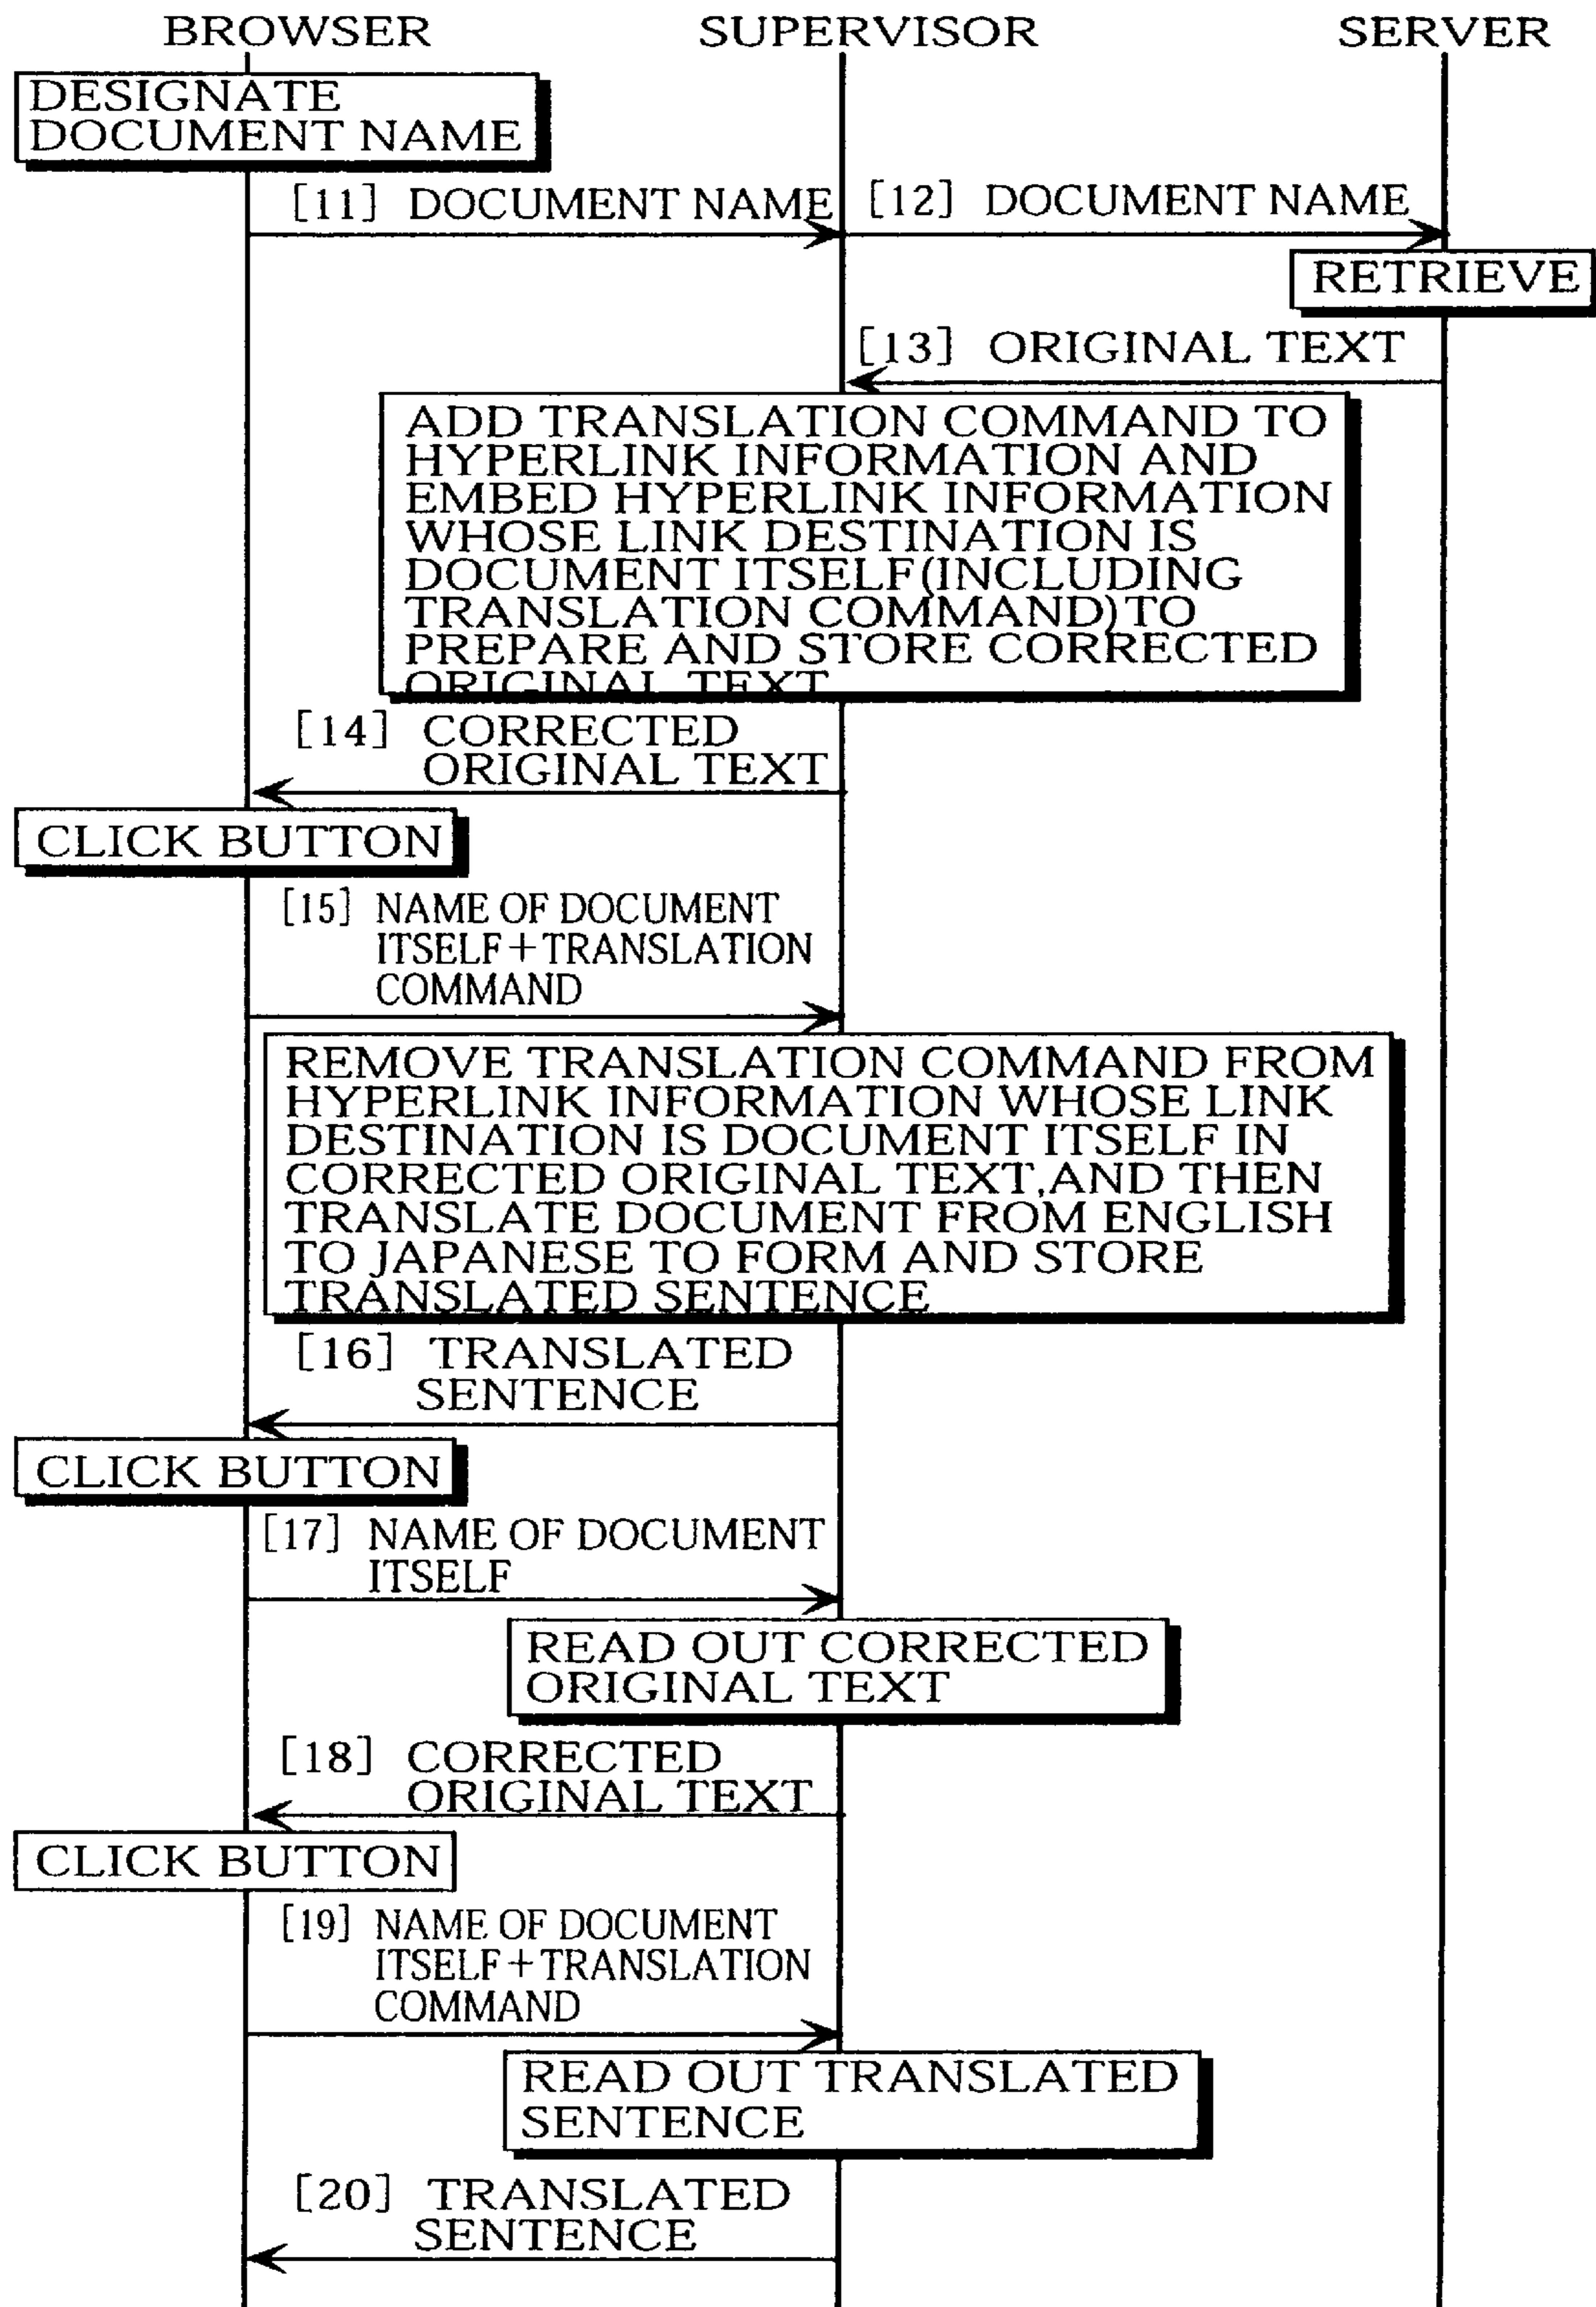 BROWSER SUPERVISOR SERVER
DESIGNATE
DOCUMENT NAME
[11] DOCUMENT NAME [12] DOCUMENT NAME
RETRIEVE
[13] ORIGINAL TEXT
ADD TRANSLATION COMMAND TO
HYPERLINK INFORMATION AND
EMBED HYPERLINK INFORMATION
WHOSE LINK DESTINATION IS
DOCUMENT ITSELF(INCLUDING
TRANSLATION COMMAND)TO
PREPARE AND STORE CORRECTED
ORIGINAL TEXT
[14] CORRECTED
ORIGINAL TEXT
CLICK BUTTON
[15] NAME OF DOCUMENT
ITSELF+TRANSLATION
COMMAND
REMOVE TRANSLATION COMMAND FROM
HYPERLINK INFORMATION WHOSE LINK
DESTINATION IS DOCUMENT ITSELF IN
CORRECTED ORIGINAL TEXT,AND THEN
TRANSLATE DOCUMENT FROM ENGLISH
TO JAPANESE TO FORM AND STORE
TRANSLATED SENTENCE
[16] TRANSLATED
SENTENCE
CLICK BUTTON
[17] NAME OF DOCUMENT
ITSELF
READ OUT CORRECTED
ORIGINAL TEXT
[18] CORRECTED
ORIGINAL TEXT
CLICK BUTTON
[19] NAME OF DOCUMENT
ITSELF+TRANSLATION
COMMAND
READ OUT TRANSLATED
SENTENCE
[20] TRANSLATED
SENTENCE